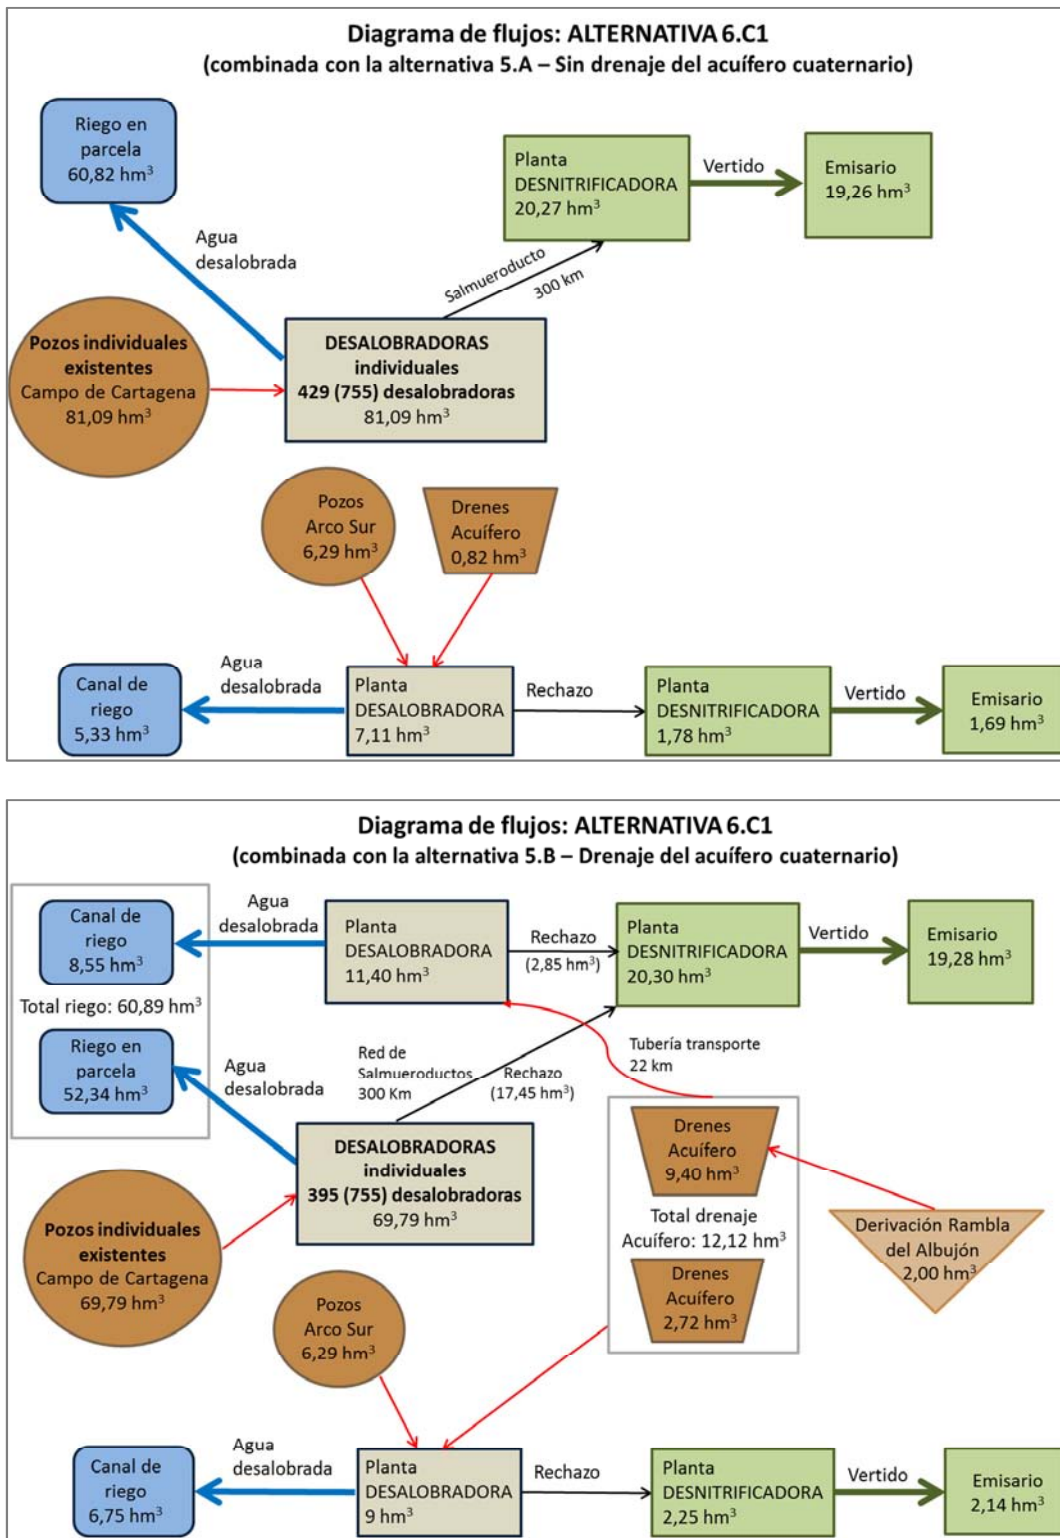 Diagrama de flujos: ALTERNATIVA 6.C1
(combinada con la alternativa 5.A – Sin drenaje del acuífero cuaternario)
Riego en
parcela
60,82 hm³
Planta
DESNITRIFICADORA
20,27 hm³
Vertido
Emisario
19,26 hm³
Agua
desalobrada
Salmueroducto
300 km
Pozos individuales
existentes
Campo de Cartagena
81,09 hm³
DESALOBRADORAS
individuales
429 (755) desalobradoras
81,09 hm³
Pozos
Arco Sur
6,29 hm³
Drenes
Acuífero
0,82 hm³
Canal de
riego
5,33 hm³
Agua
desalobrada
Planta
DESALOBRADORA
7,11 hm³
Rechazo
Planta
DESNITRIFICADORA
1,78 hm³
Vertido
Emisario
1,69 hm³
Diagrama de flujos: ALTERNATIVA 6.C1
(combinada con la alternativa 5.B – Drenaje del acuífero cuaternario)
Canal de
riego
8,55 hm³
Agua
desalobrada
Planta
DESALOBRADORA
11,40 hm³
Rechazo
(2,85 hm³)
Planta
DESNITRIFICADORA
20,30 hm³
Vertido
Emisario
19,28 hm³
Total riego: 60,89 hm³
Riego en
parcela
52,34 hm³
Agua
desalobrada
Red de
Salmueroductos
300 Km
Rechazo
(17,45 hm³)
Tubería transporte
22 km
DESALOBRADORAS
individuales
395 (755) desalobradoras
69,79 hm³
Drenes
Acuífero
9,40 hm³
Total drenaje
Acuífero: 12,12 hm³
Drenes
Acuífero
2,72 hm³
Derivación Rambla
del Albujón
2,00 hm³
Pozos individuales
existentes
Campo de Cartagena
69,79 hm³
Pozos
Arco Sur
6,29 hm³
Canal de
riego
6,75 hm³
Agua
desalobrada
Planta
DESALOBRADORA
9 hm³
Rechazo
Planta
DESNITRIFICADORA
2,25 hm³
Vertido
Emisario
2,14 hm³